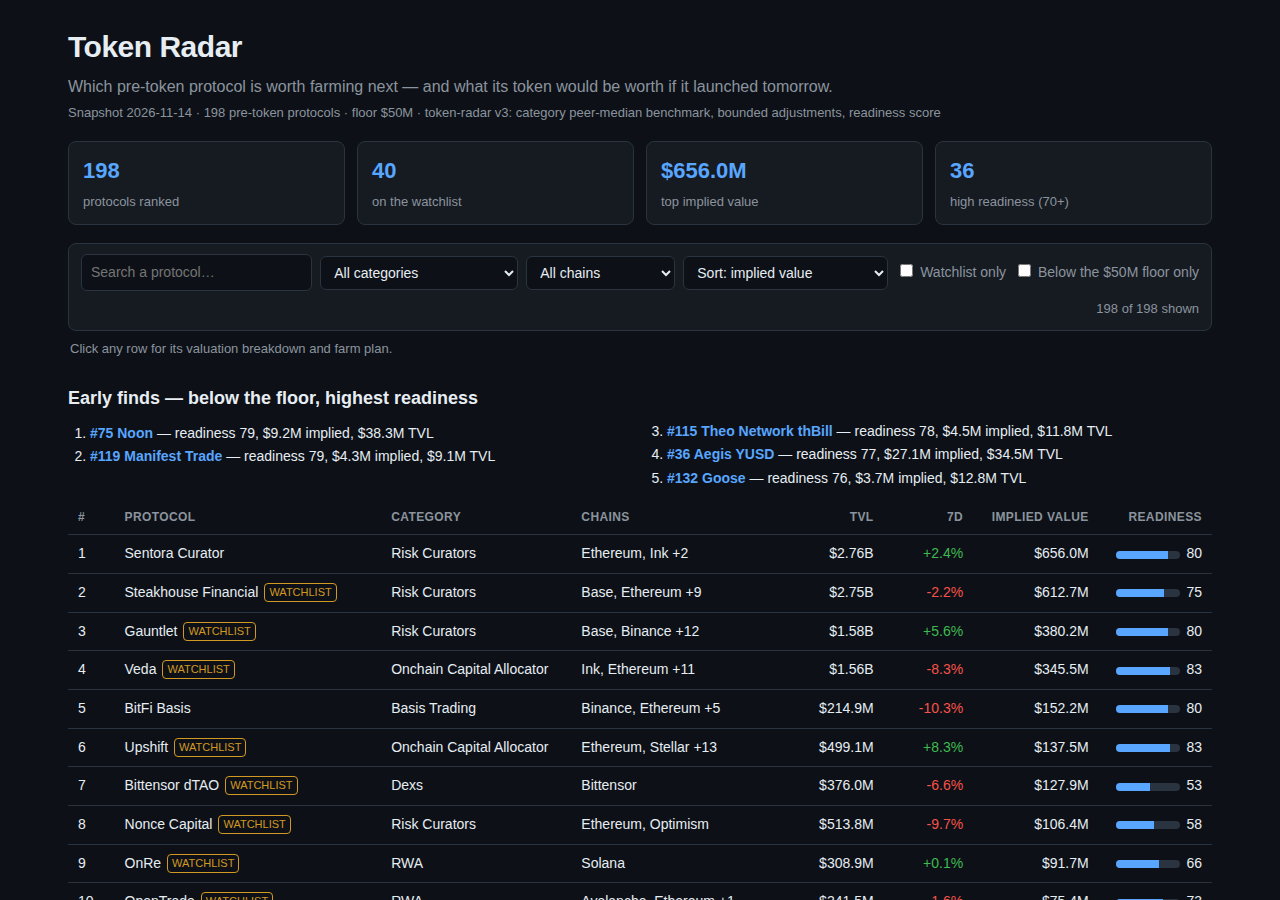 Token Radar
Which pre-token protocol is worth farming next — and what its token would be worth if it launched tomorrow.
Snapshot 2026-11-14 · 198 pre-token protocols · floor $50M · token-radar v3: category peer-median benchmark, bounded adjustments, readiness score
198
protocols ranked
40
on the watchlist
$656.0M
top implied value
36
high readiness (70+)
Search a protocol… All categories All chains Sort: implied value Watchlist only Below the $50M floor only
198 of 198 shown
Click any row for its valuation breakdown and farm plan.
Early finds — below the floor, highest readiness
1. #75 Noon — readiness 79, $9.2M implied, $38.3M TVL
2. #119 Manifest Trade — readiness 79, $4.3M implied, $9.1M TVL
3. #115 Theo Network thBill — readiness 78, $4.5M implied, $11.8M TVL
4. #36 Aegis YUSD — readiness 77, $27.1M implied, $34.5M TVL
5. #132 Goose — readiness 76, $3.7M implied, $12.8M TVL
# PROTOCOL CATEGORY CHAINS TVL 7D IMPLIED VALUE READINESS
1 Sentora Curator Risk Curators Ethereum, Ink +2 $2.76B +2.4% $656.0M 80
2 Steakhouse Financial WATCHLIST Risk Curators Base, Ethereum +9 $2.75B -2.2% $612.7M 75
3 Gauntlet WATCHLIST Risk Curators Base, Binance +12 $1.58B +5.6% $380.2M 80
4 Veda WATCHLIST Onchain Capital Allocator Ink, Ethereum +11 $1.56B -8.3% $345.5M 83
5 BitFi Basis Basis Trading Binance, Ethereum +5 $214.9M -10.3% $152.2M 80
6 Upshift WATCHLIST Onchain Capital Allocator Ethereum, Stellar +13 $499.1M +8.3% $137.5M 83
7 Bittensor dTAO WATCHLIST Dexs Bittensor $376.0M -6.6% $127.9M 53
8 Nonce Capital WATCHLIST Risk Curators Ethereum, Optimism $513.8M -9.7% $106.4M 58
9 OnRe WATCHLIST RWA Solana $308.9M +0.1% $91.7M 66
10 OpenTrade WATCHLIST RWA Avalanche, Ethereum +1 $241.5M -1.6% $75.4M 73